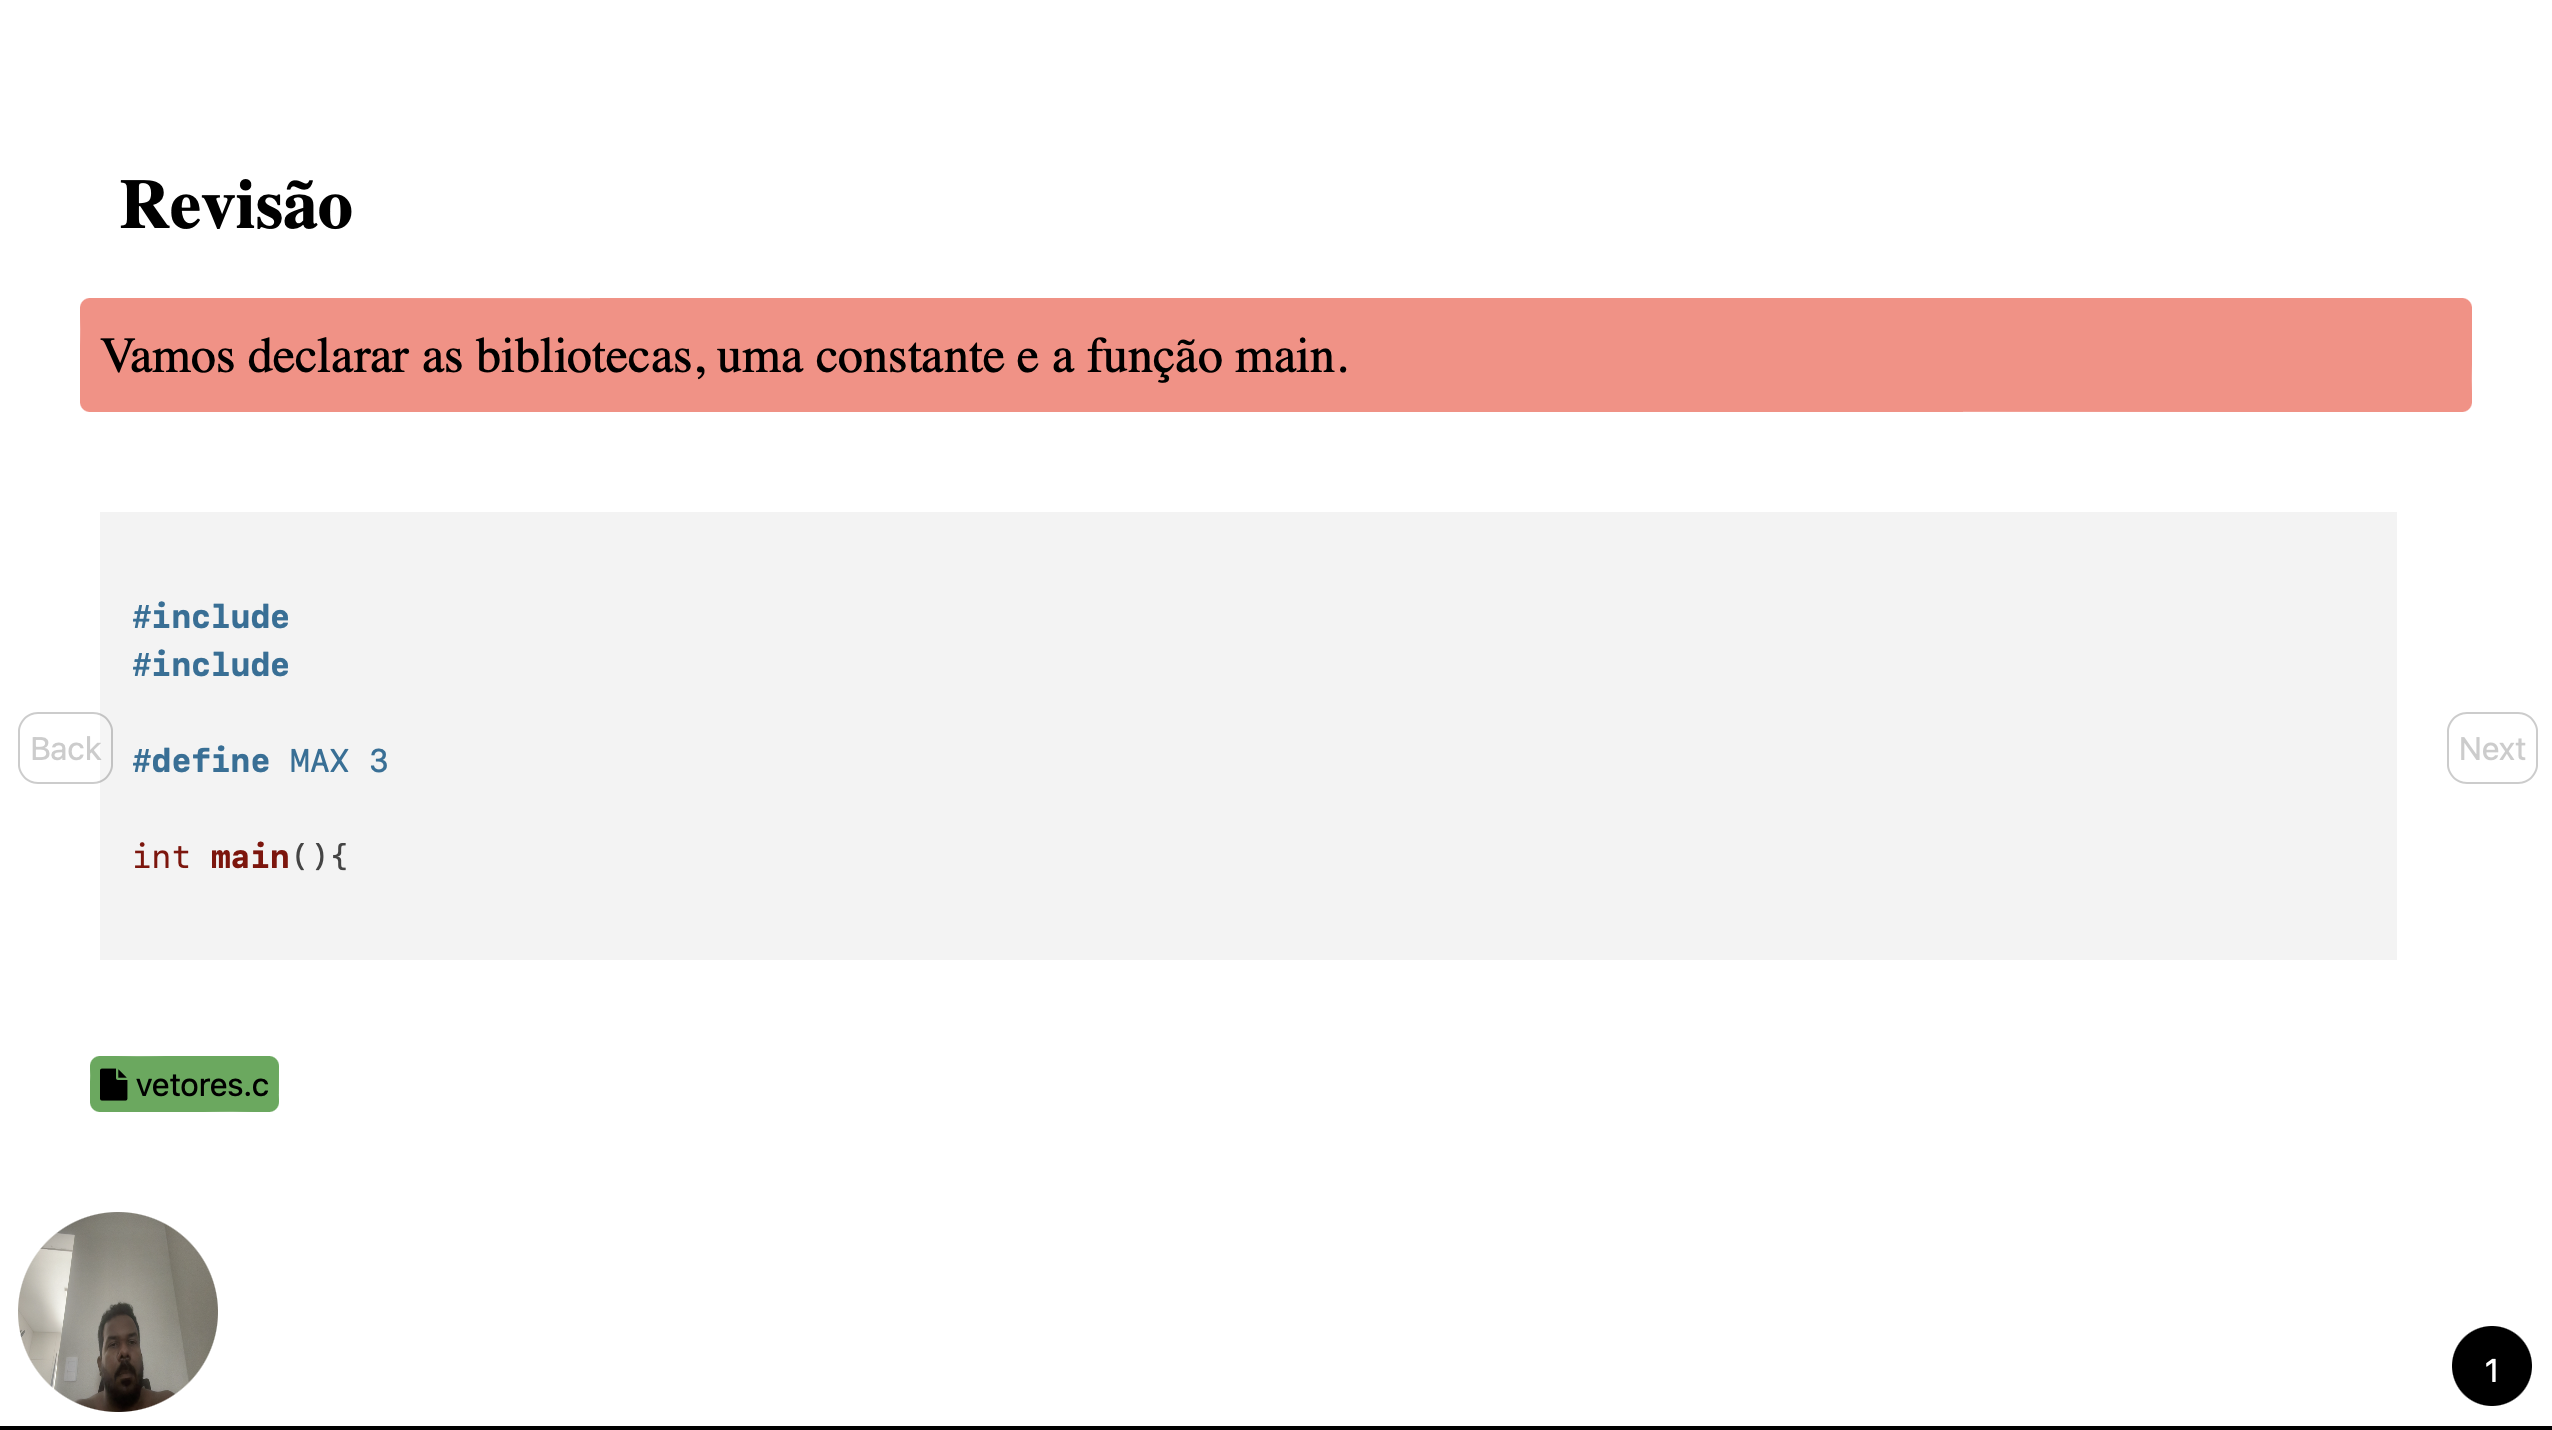 Revisão
Vamos declarar as bibliotecas, uma constante e a função main.
#include
#include
#define MAX 3
int main(){
Back
Next
vetores.c
1